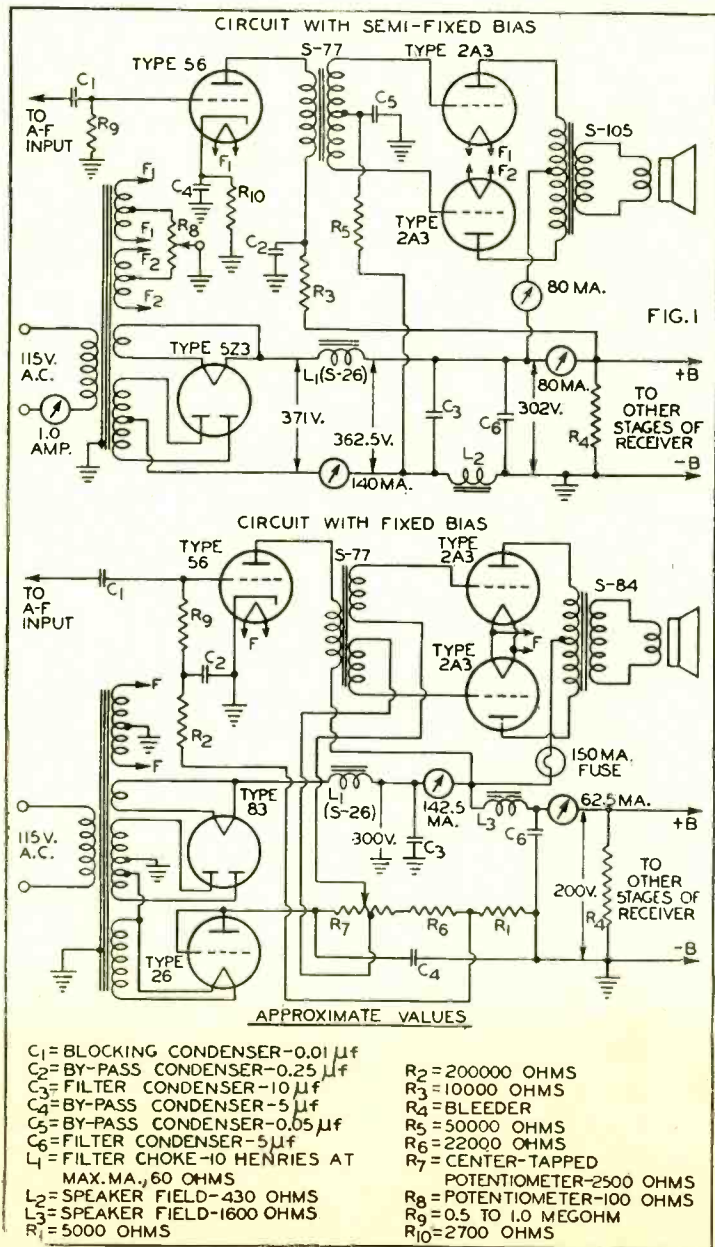 CIRCUIT WITH SEMI-FIXED BIAS
TYPE 56
S-77
TYPE 2A3
C1
TO
A-F
INPUT
R9
F1
C4
R10
C5
F1
F2
S-105
TYPE
2A3
R5
F1
F1
F2
F2
R8
C2
R3
80 MA.
FIG. 1
TYPE 5Z3
115 V.
A.C.
1.0
AMP.
L1(S-26)
371V.
362.5V.
140 MA.
C3
C6
L2
302V.
80 MA.
R4
+B
TO
OTHER
STAGES OF
RECEIVER
-B
CIRCUIT WITH FIXED BIAS
TYPE
56
S-77
TYPE
2A3
S-84
TO
A-F
INPUT
C1
R9
C2
R2
F
F
TYPE
2A3
F
F
150 MA.
FUSE
TYPE
83
115V.
A.C.
L1
(S-26)
300V.
C3
142.5
MA.
L3
C6
62.5 MA.
+B
200V.
R4
TO
OTHER
STAGES OF
RECEIVER
-B
TYPE
26
R7
R6
R1
C4
APPROXIMATE VALUES
C1=BLOCKING CONDENSER-0.01 µf
C2=BY-PASS CONDENSER-0.25 µf
C3=FILTER CONDENSER-10 µf
C4=BY-PASS CONDENSER-5 µf
C5=BY-PASS CONDENSER-0.05 µf
C6=FILTER CONDENSER-5 µf
L1=FILTER CHOKE-10 HENRIES AT
MAX. MA., 60 OHMS
L2=SPEAKER FIELD-430 OHMS
L3=SPEAKER FIELD-1600 OHMS
R1=5000 OHMS
R2=200000 OHMS
R3=10000 OHMS
R4=BLEEDER
R5=50000 OHMS
R6=22000 OHMS
R7=CENTER-TAPPED
POTENTIOMETER-2500 OHMS
R8=POTENTIOMETER-100 OHMS
R9=0.5 TO 1.0 MEGOHM
R10=2700 OHMS